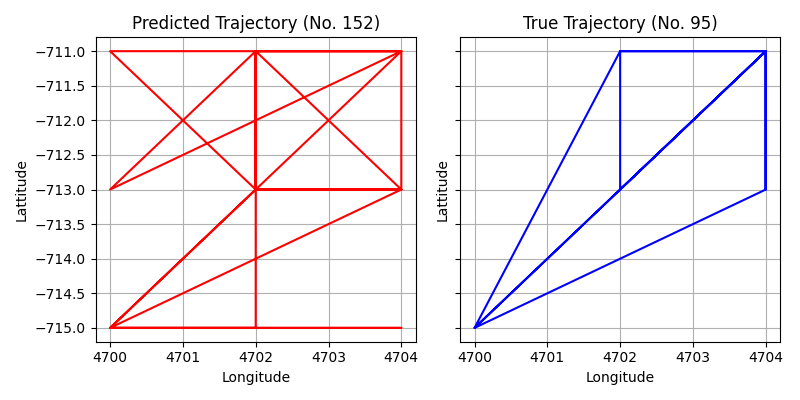 Predicted Trajectory (No. 152)
True Trajectory (No. 95)
−711.0
−711.5
−712.0
−712.5
−713.0
−713.5
−714.0
−714.5
−715.0
Lattitude
Lattitude
4700 4701 4702 4703 4704
4700 4701 4702 4703 4704
Longitude
Longitude